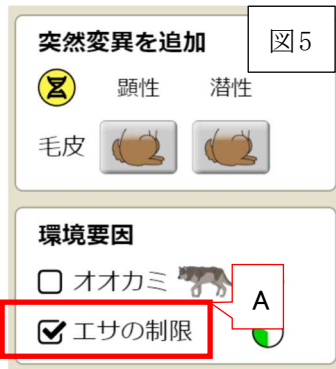 突然変異を追加
図5
顕性 潜性
毛皮
環境要因
オオカミ
A
エサの制限